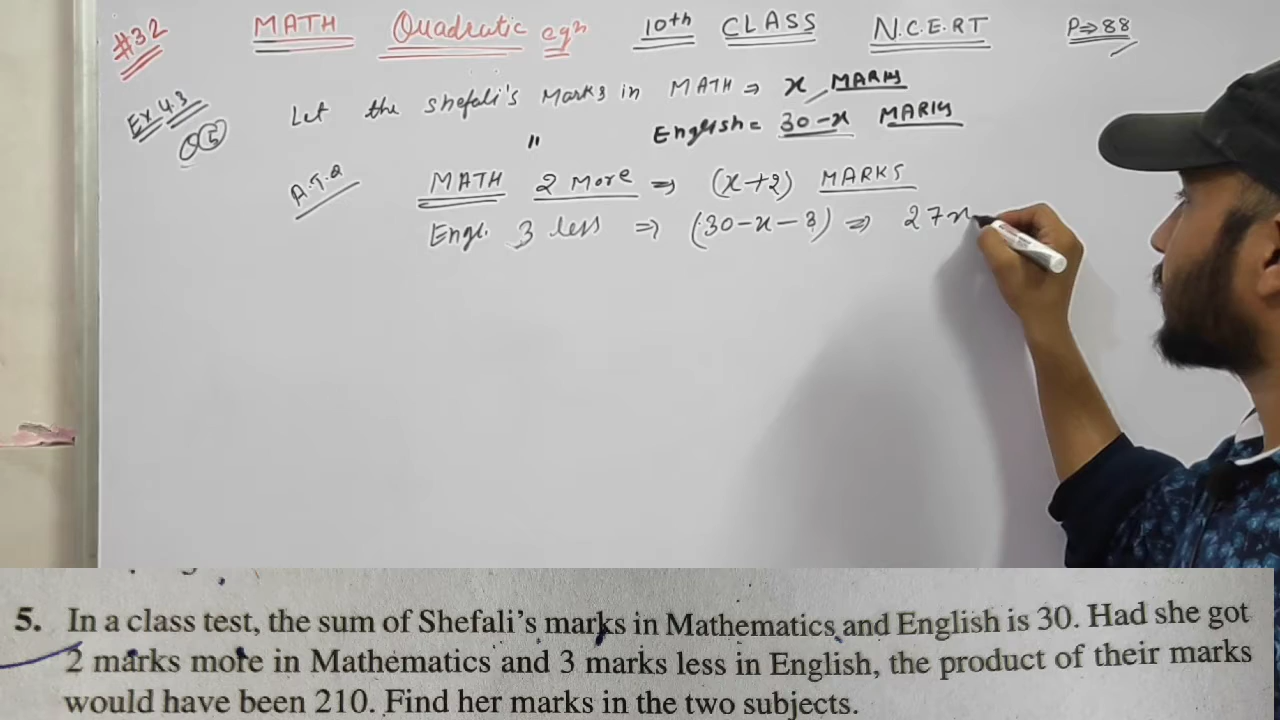 #32 MATH Quadratic eqn 10th CLASS N.C.E.RT P⇒88
Ex 4.3
Q5
Let the Shefali's Marks in MATH ⇒ x MARKS
" English = 30-x MARKS
A.T.Q MATH 2 More ⇒ (x+2) MARKS
Engl. 3 less ⇒ (30-x-3) ⇒ 27x
5. In a class test, the sum of Shefali's marks in Mathematics and English is 30. Had she got
2 marks more in Mathematics and 3 marks less in English, the product of their marks
would have been 210. Find her marks in the two subjects.